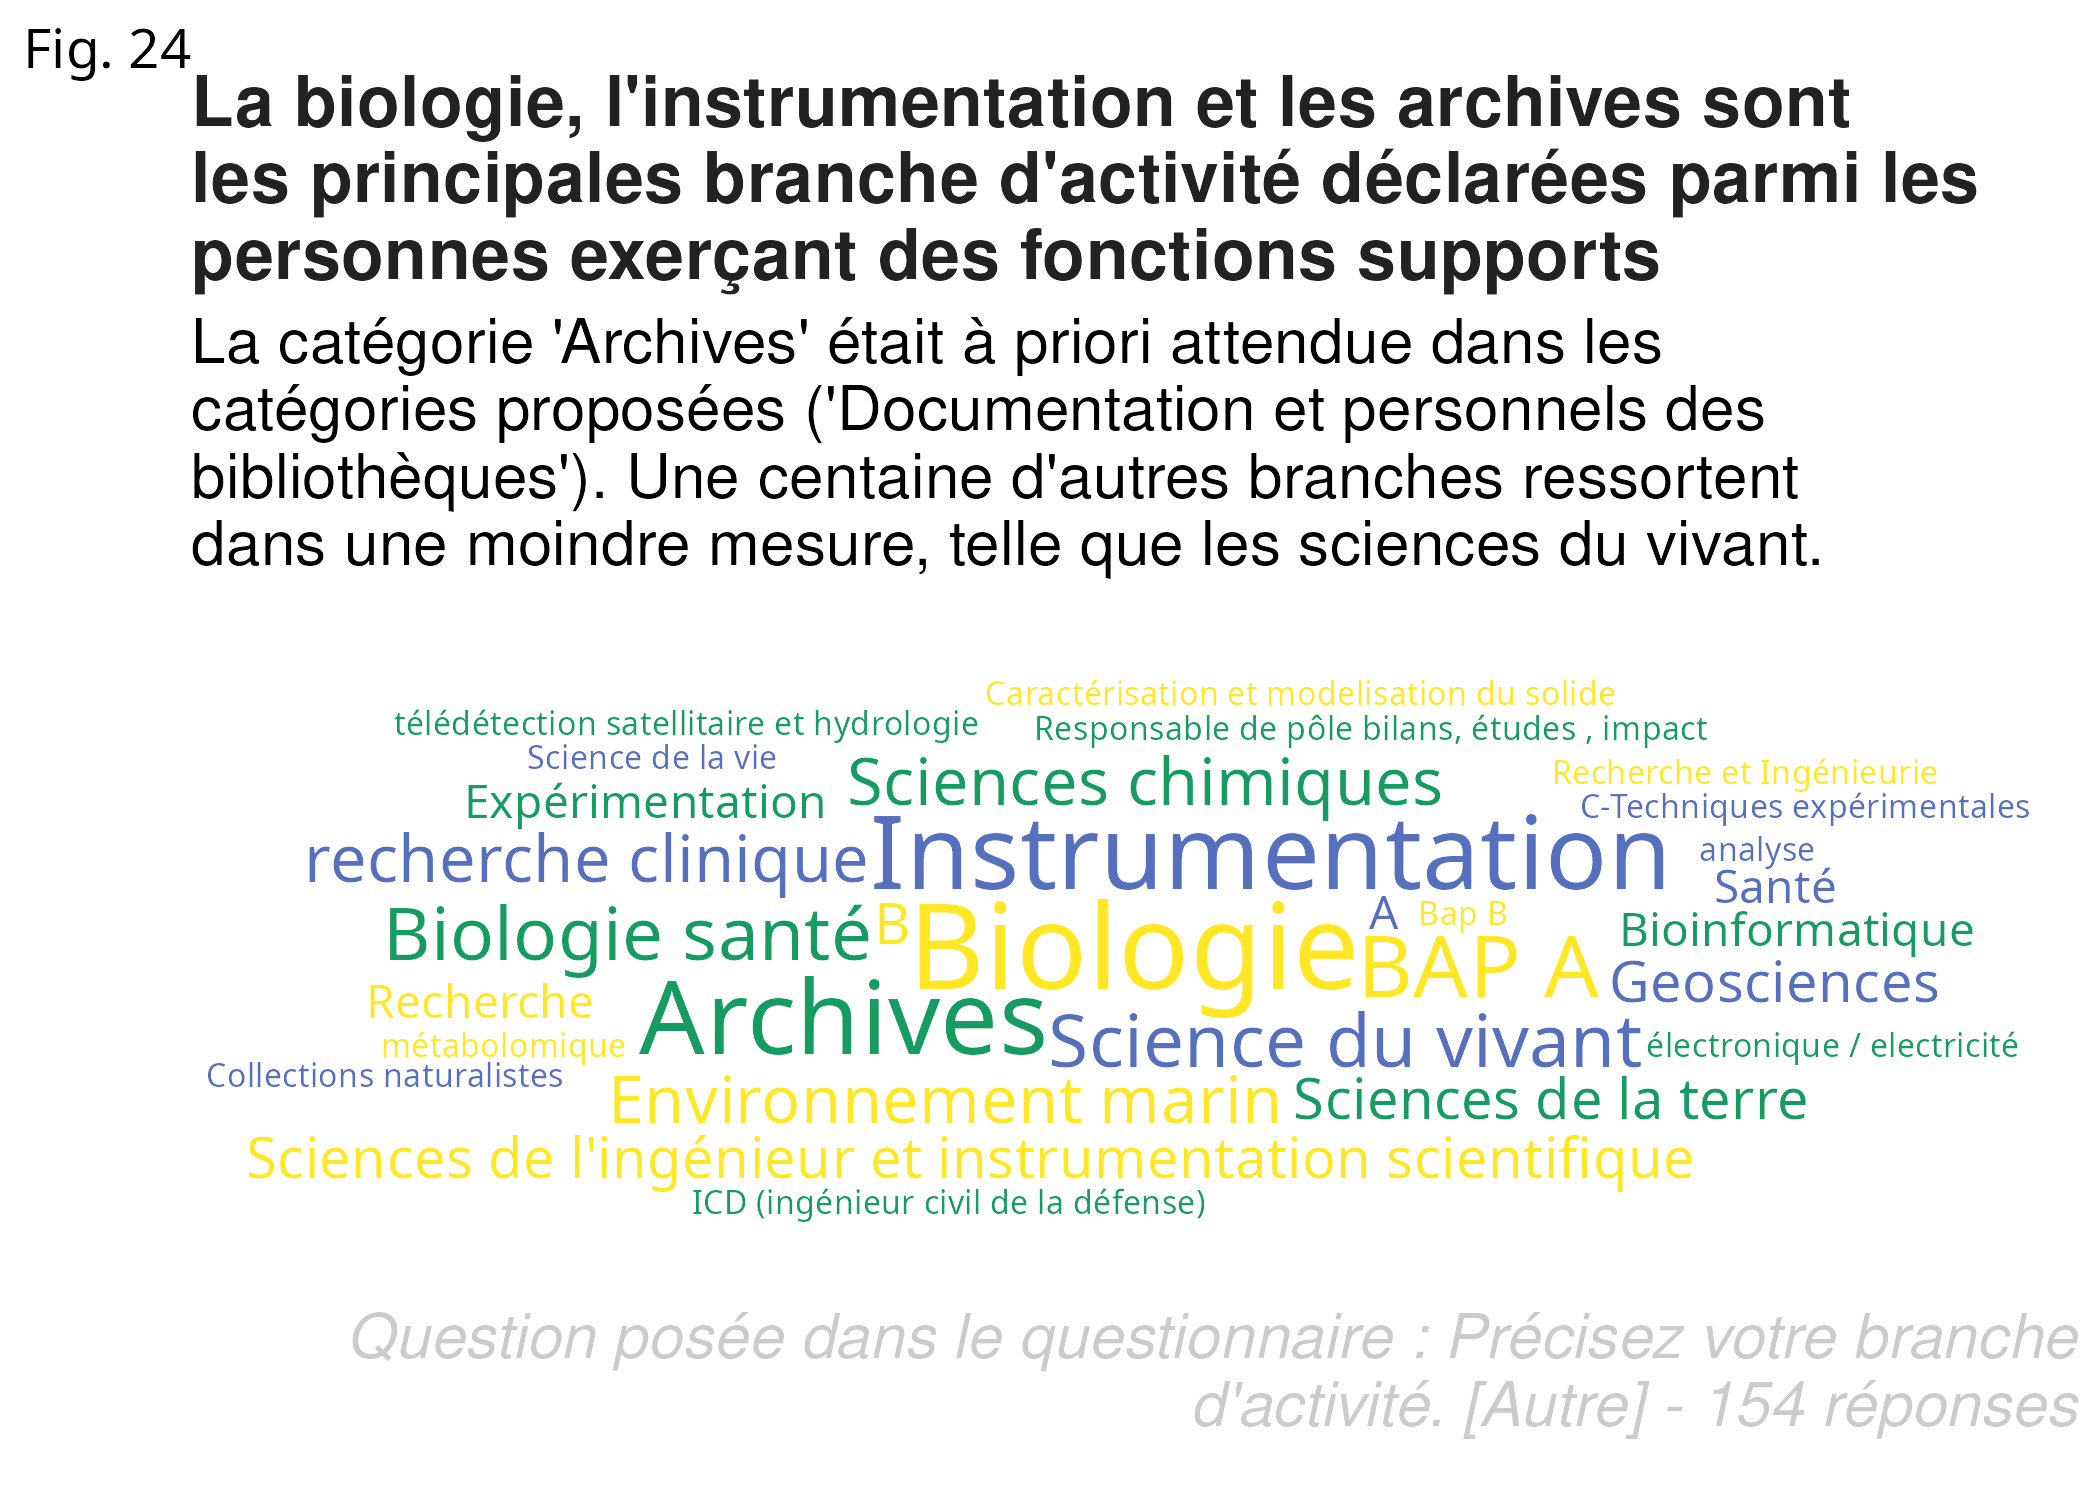 Fig. 24
La biologie, l'instrumentation et les archives sont
les principales branche d'activité déclarées parmi les
personnes exerçant des fonctions supports
La catégorie 'Archives' était à priori attendue dans les
catégories proposées ('Documentation et personnels des
bibliothèques'). Une centaine d'autres branches ressortent
dans une moindre mesure, telle que les sciences du vivant.
Caractérisation et modelisation du solide
télédétection satellitaire et hydrologie
Responsable de pôle bilans, études , impact
Science de la vie
Sciences chimiques
Recherche et Ingénieurie
Expérimentation
C-Techniques expérimentales
recherche clinique
Instrumentation
analyse
Santé
Biologie santé
B
Biologie
A
Bap B
BAP A
Bioinformatique
Geosciences
Recherche
Archives
métabolomique
Science du vivant
électronique / electricité
Collections naturalistes
Environnement marin
Sciences de la terre
Sciences de l'ingénieur et instrumentation scientifique
ICD (ingénieur civil de la défense)
Question posée dans le questionnaire : Précisez votre branche
d'activité. [Autre] - 154 réponses